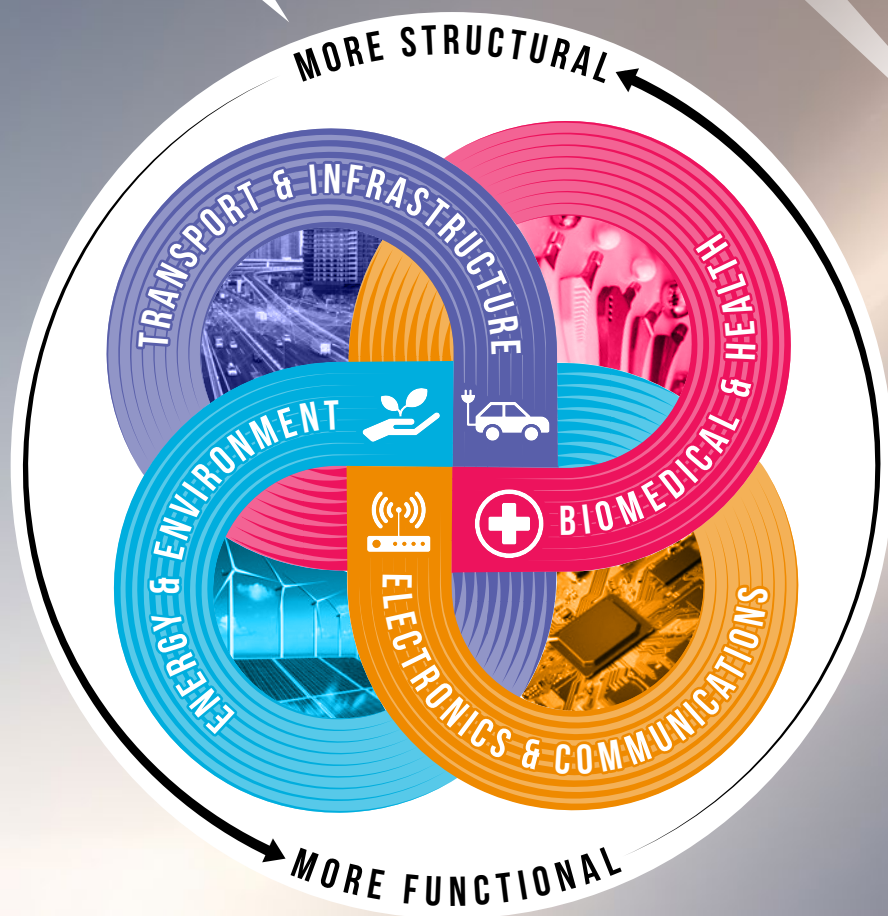 MORE STRUCTURAL
TRANSPORT & INFRASTRUCTURE
BIOMEDICAL & HEALTH
ENERGY & ENVIRONMENT
ELECTRONICS & COMMUNICATIONS
MORE FUNCTIONAL